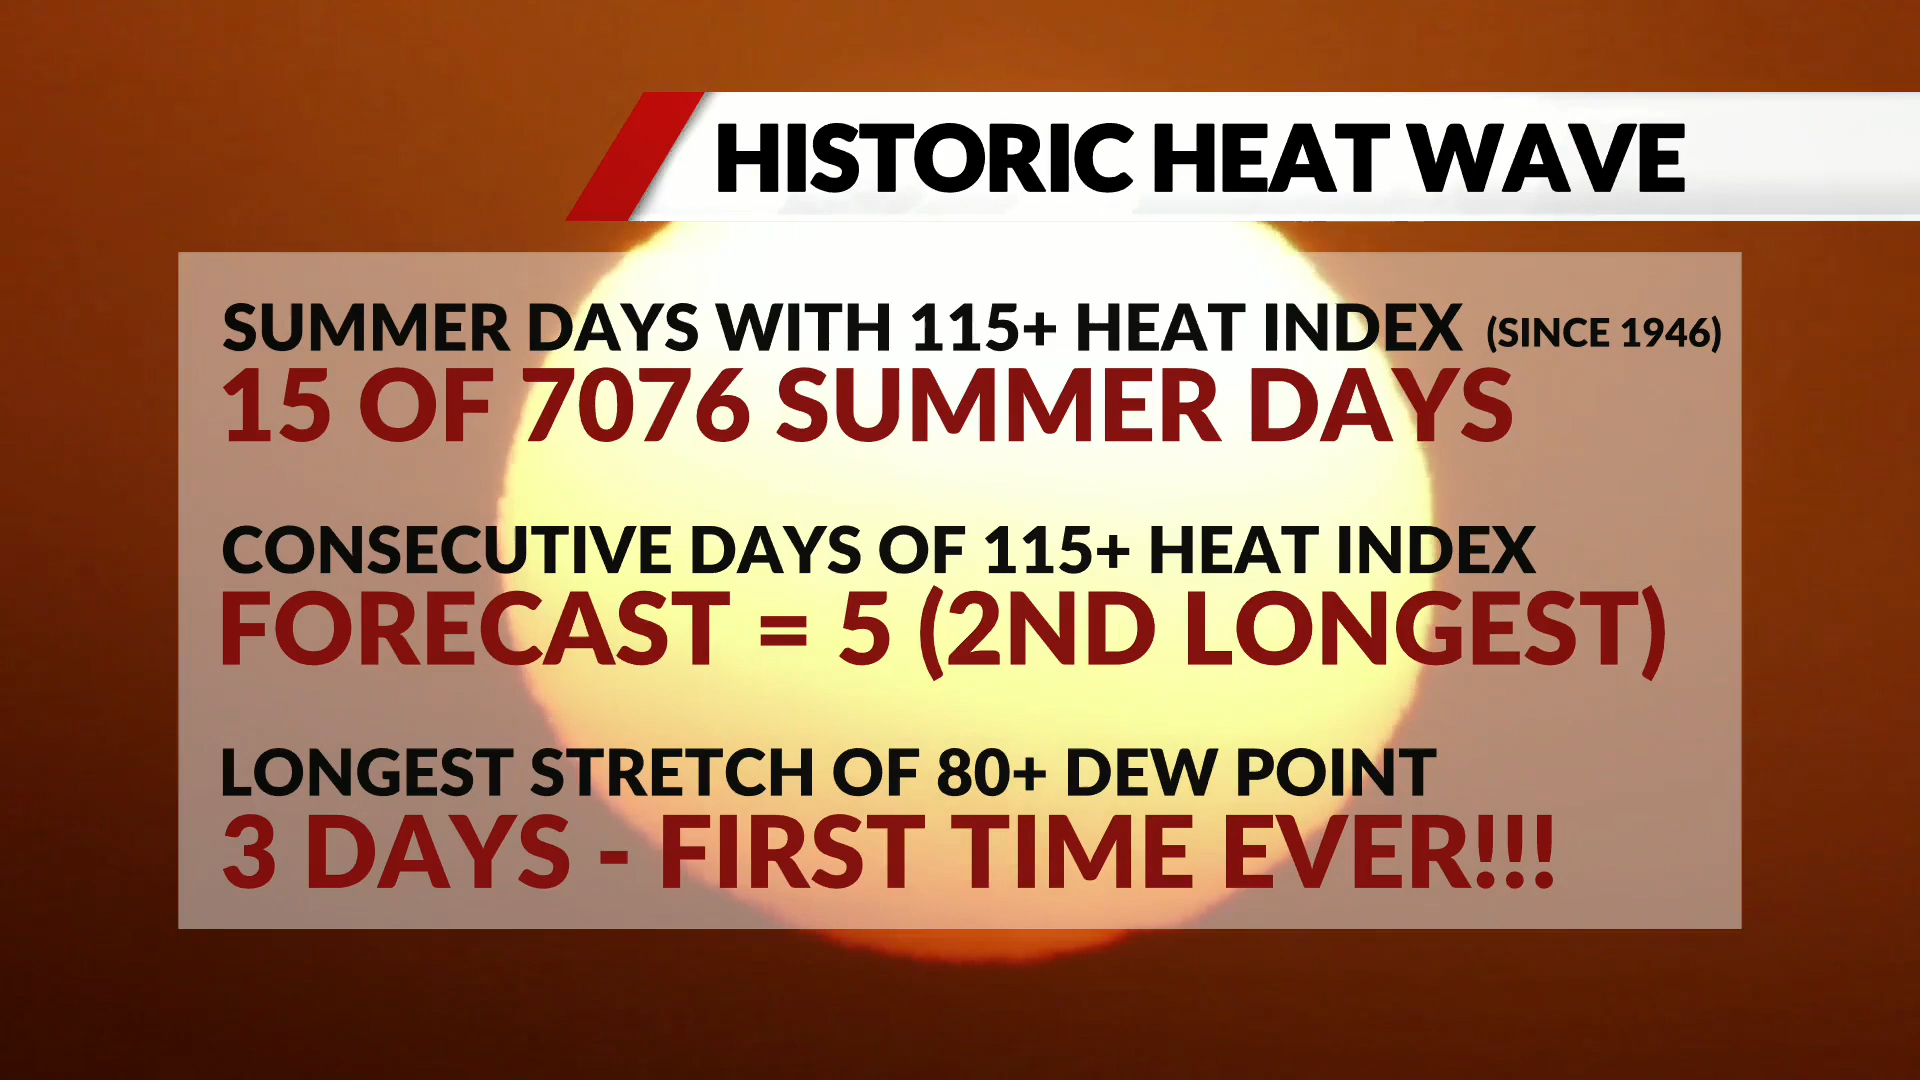 HISTORIC HEAT WAVE
SUMMER DAYS WITH 115+ HEAT INDEX (SINCE 1946)
15 OF 7076 SUMMER DAYS
CONSECUTIVE DAYS OF 115+ HEAT INDEX
FORECAST = 5 (2ND LONGEST)
LONGEST STRETCH OF 80+ DEW POINT
3 DAYS - FIRST TIME EVER!!!